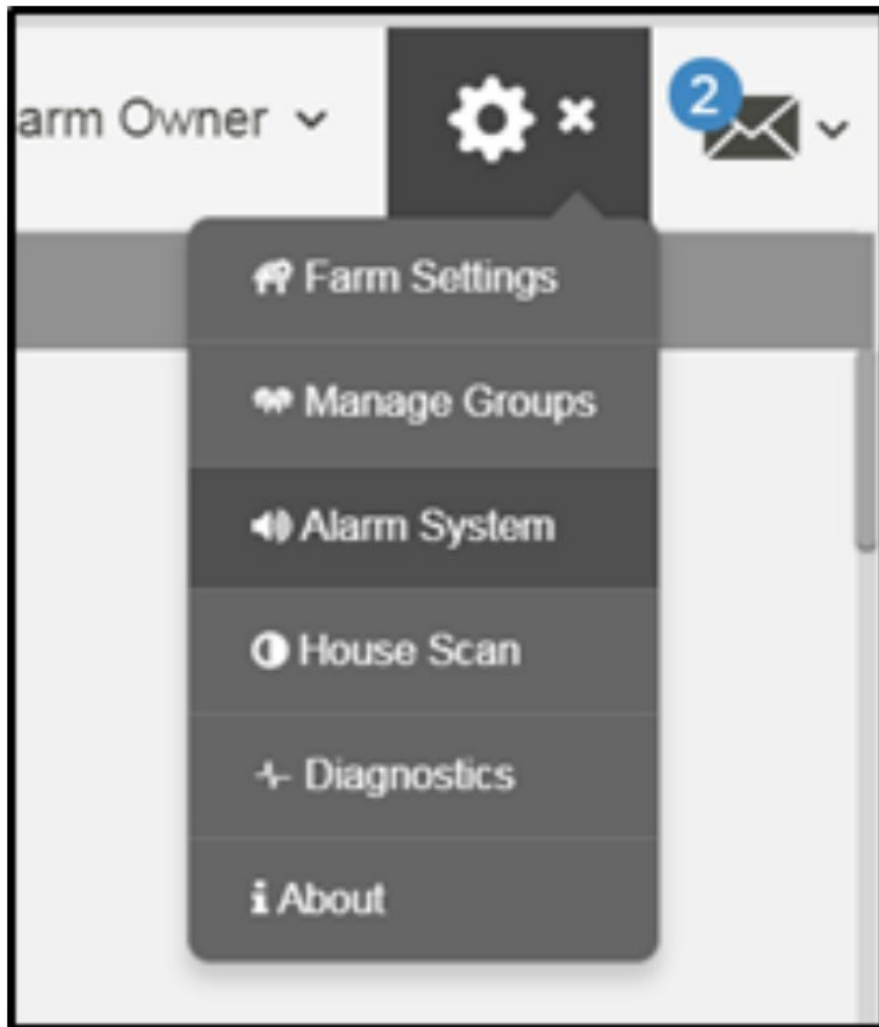 arm Owner
2
Farm Settings
Manage Groups
Alarm System
House Scan
Diagnostics
About